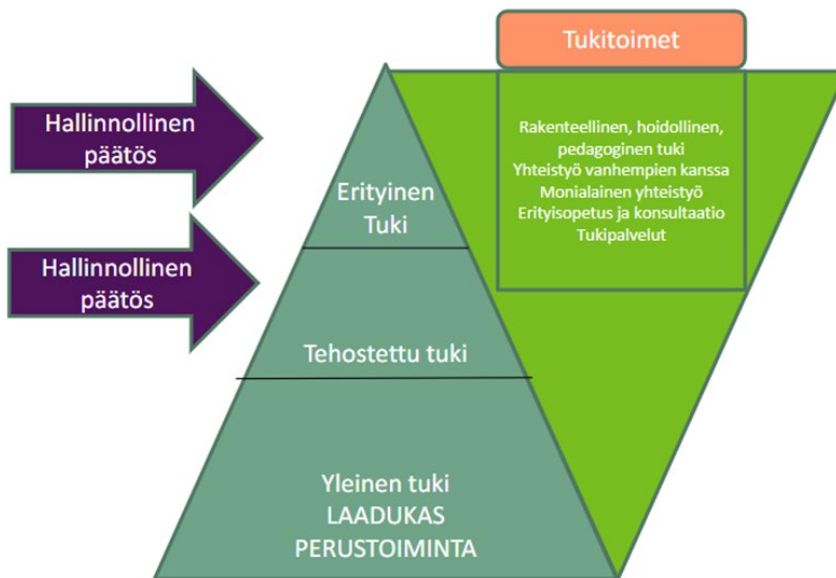 Tukitoimet
Hallinnollinen
päätös
Rakenteellinen, hoidollinen,
pedagoginen tuki
Yhteistyö vanhempien kanssa
Monialainen yhteistyö
Erityisopetus ja konsultaatio
Tukipalvelut
Erityinen
Tuki
Hallinnollinen
päätös
Tehostettu tuki
Yleinen tuki
LAADUKAS
PERUSTOIMINTA